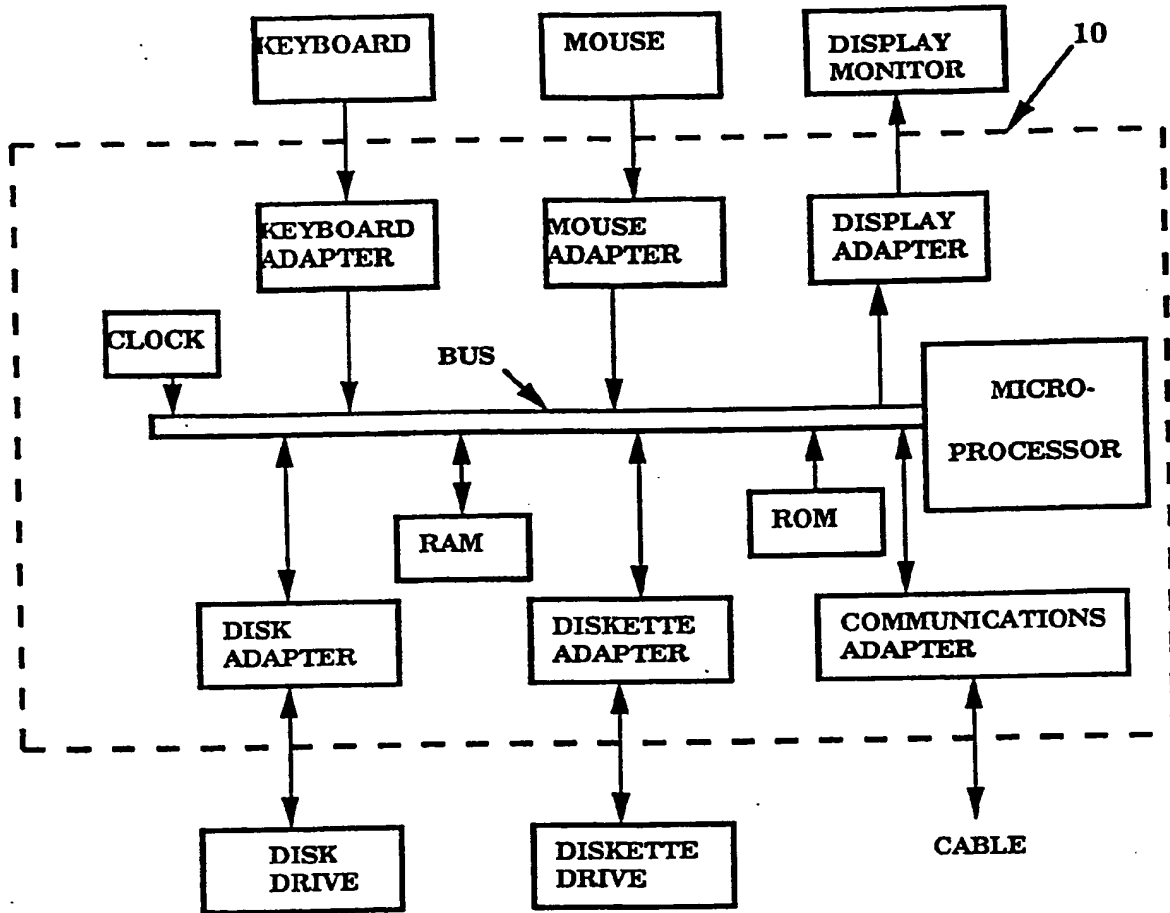 KEYBOARD
MOUSE
DISPLAY
MONITOR
10
KEYBOARD
ADAPTER
MOUSE
ADAPTER
DISPLAY
ADAPTER
CLOCK
BUS
MICRO-
PROCESSOR
RAM
ROM
DISK
ADAPTER
DISKETTE
ADAPTER
COMMUNICATIONS
ADAPTER
DISK
DRIVE
DISKETTE
DRIVE
CABLE